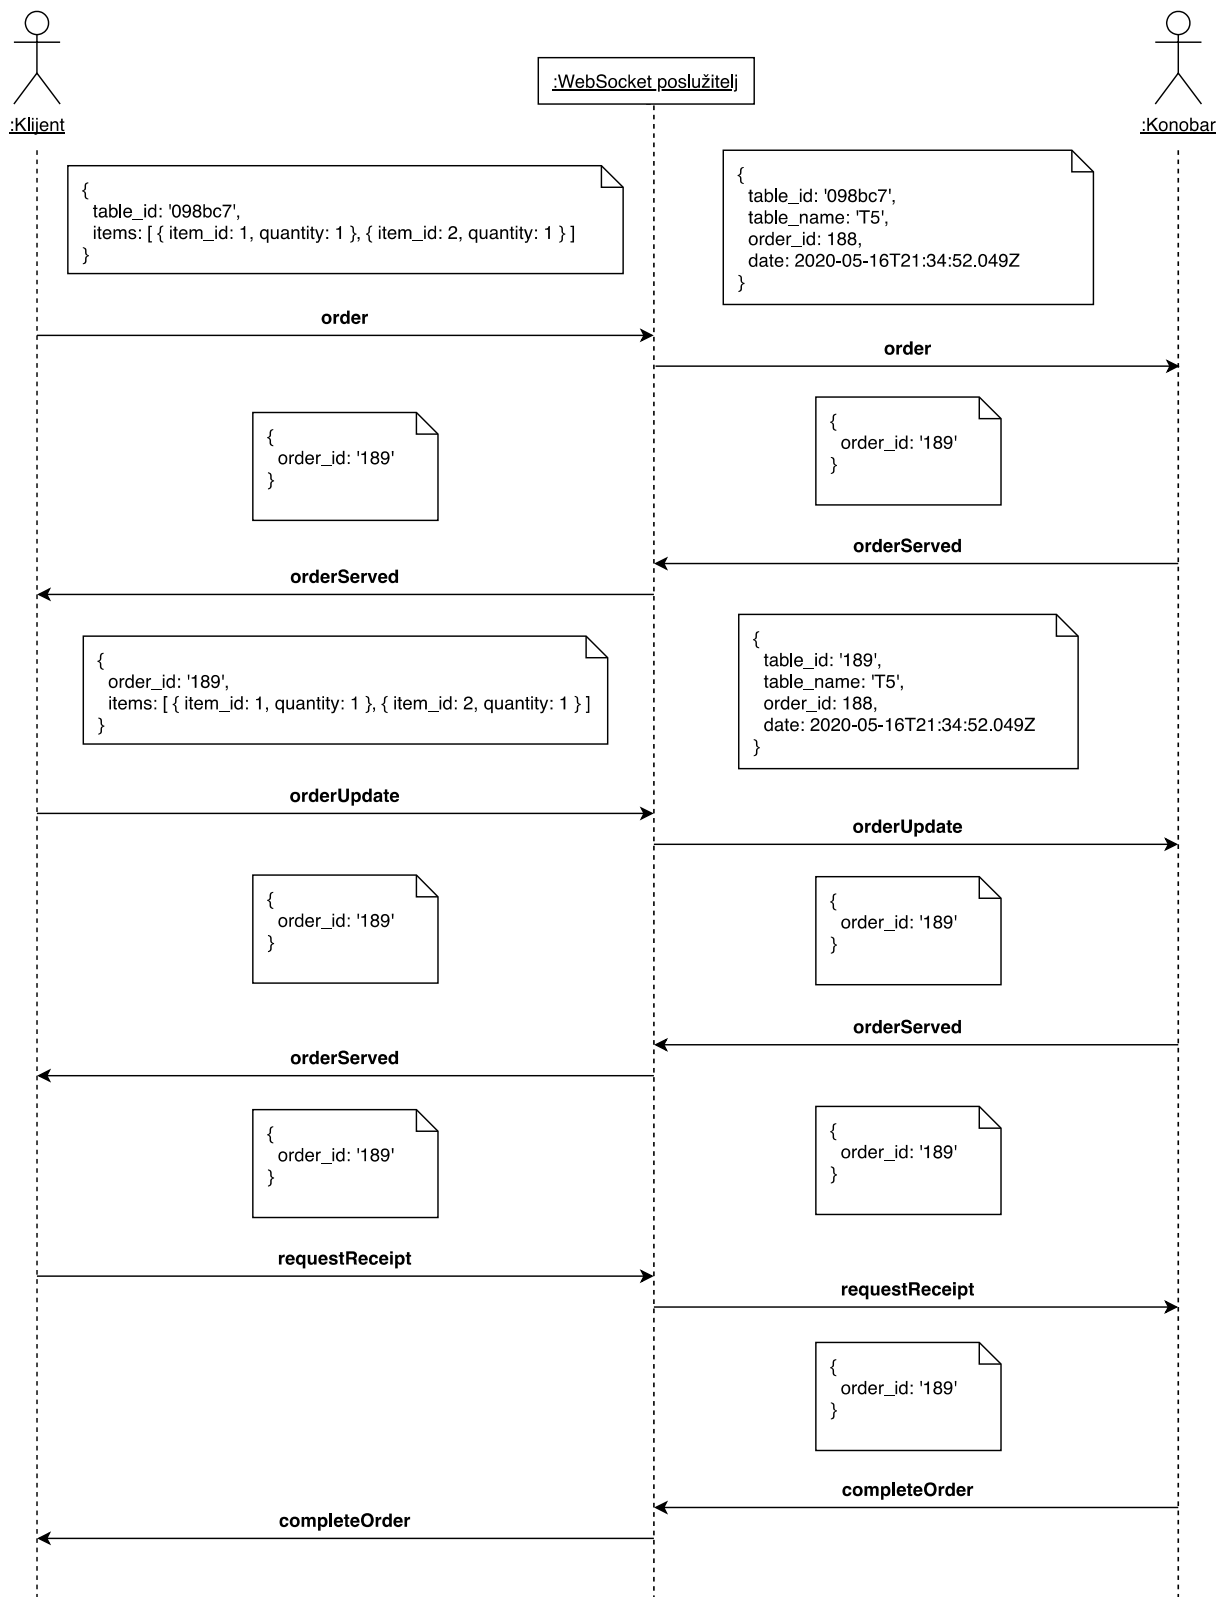 :WebSocket poslužitelj
:Klijent
:Konobar
{
table_id: '098bc7',
items: [ { item_id: 1, quantity: 1 }, { item_id: 2, quantity: 1 } ]
}
{
table_id: '098bc7',
table_name: 'T5',
order_id: 188,
date: 2020-05-16T21:34:52.049Z
}
order
order
{
order_id: '189'
}
{
order_id: '189'
}
orderServed
orderServed
{
order_id: '189',
items: [ { item_id: 1, quantity: 1 }, { item_id: 2, quantity: 1 } ]
}
{
table_id: '189',
table_name: 'T5',
order_id: 188,
date: 2020-05-16T21:34:52.049Z
}
orderUpdate
orderUpdate
{
order_id: '189'
}
{
order_id: '189'
}
orderServed
orderServed
{
order_id: '189'
}
{
order_id: '189'
}
requestReceipt
requestReceipt
{
order_id: '189'
}
completeOrder
completeOrder